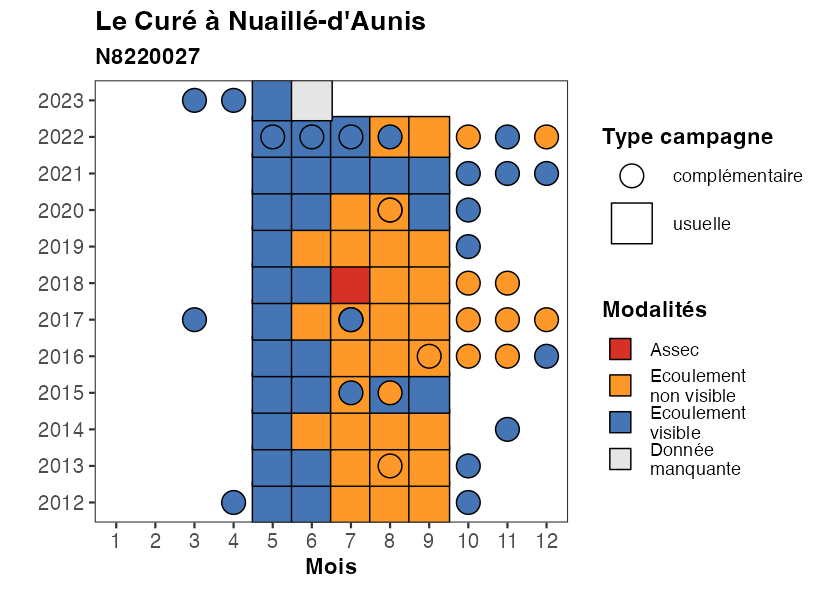 Le Curé à Nuaillé-d'Aunis
N8220027
2023
2022
2021
2020
2019
2018
2017
2016
2015
2014
2013
2012
1 2 3 4 5 6 7 8 9 10 11 12
Mois
Type campagne
complémentaire
usuelle
Modalités
Assec
Ecoulement
non visible
Ecoulement
visible
Donnée
manquante